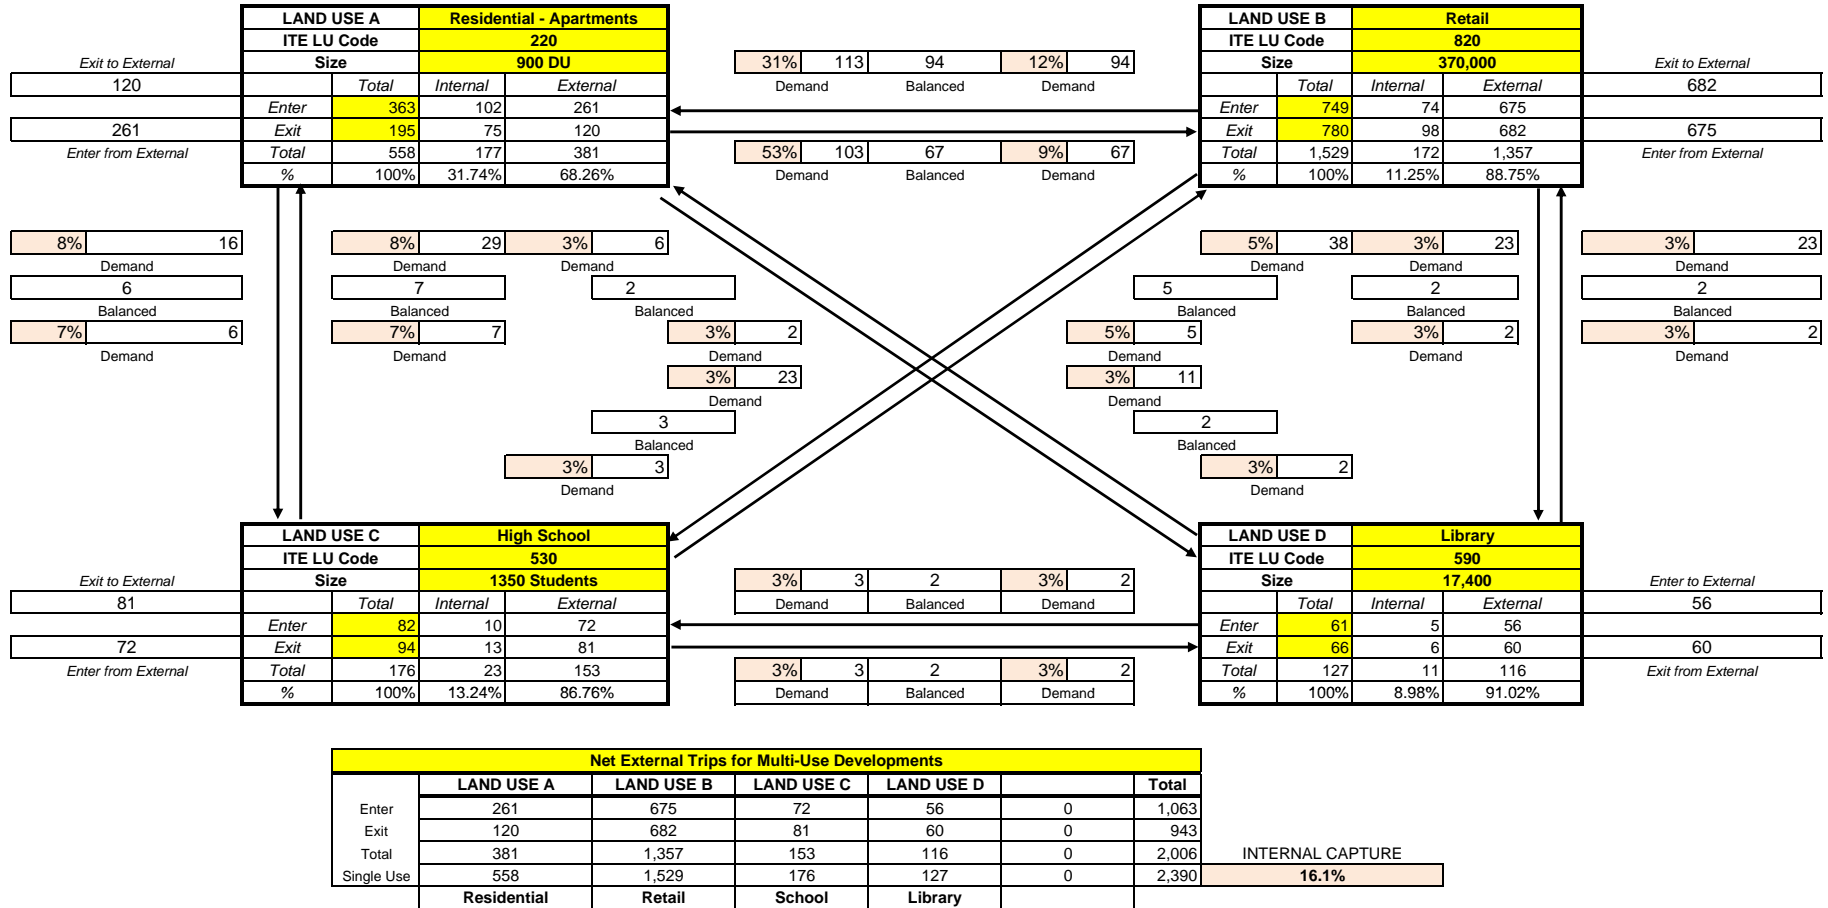 LAND USE A Residential - Apartments LAND USE B Retail
ITE LU Code 220 ITE LU Code 820
Exit to External Size 900 DU 31% 113 94 12% 94 Size 370,000 Exit to External
120 Total Internal External Demand Balanced Demand Total Internal External 682
Enter 363 102 261 Enter 749 74 675
261 Exit 195 75 120 Exit 780 98 682 675
Enter from External Total 558 177 381 53% 103 67 9% 67 Total 1,529 172 1,357 Enter from External
% 100% 31.74% 68.26% Demand Balanced Demand % 100% 11.25% 88.75%
8% 16 8% 29 3% 6 5% 38 3% 23 3% 23
Demand Demand Demand Demand Demand Demand
6 7 2 5 2 2
Balanced Balanced Balanced Balanced Balanced Balanced
7% 6 7% 7 3% 2 5% 5 3% 2 3% 2
Demand Demand Demand Demand Demand Demand
3% 23 3% 11
Demand Demand
3 2
Balanced Balanced
3% 3 3% 2
Demand Demand
LAND USE C High School LAND USE D Library
ITE LU Code 530 ITE LU Code 590
Exit to External Size 1350 Students 3% 3 2 3% 2 Size 17,400 Enter to External
81 Total Internal External Demand Balanced Demand Total Internal External 56
Enter 82 10 72 Enter 61 5 56
72 Exit 94 13 81 Exit 66 6 60 60
Enter from External Total 176 23 153 3% 3 2 3% 2 Total 127 11 116 Exit from External
% 100% 13.24% 86.76% Demand Balanced Demand % 100% 8.98% 91.02%
Net External Trips for Multi-Use Developments
LAND USE A LAND USE B LAND USE C LAND USE D Total
Enter 261 675 72 56 0 1,063
Exit 120 682 81 60 0 943
Total 381 1,357 153 116 0 2,006 INTERNAL CAPTURE
Single Use 558 1,529 176 127 0 2,390 16.1%
Residential Retail School Library